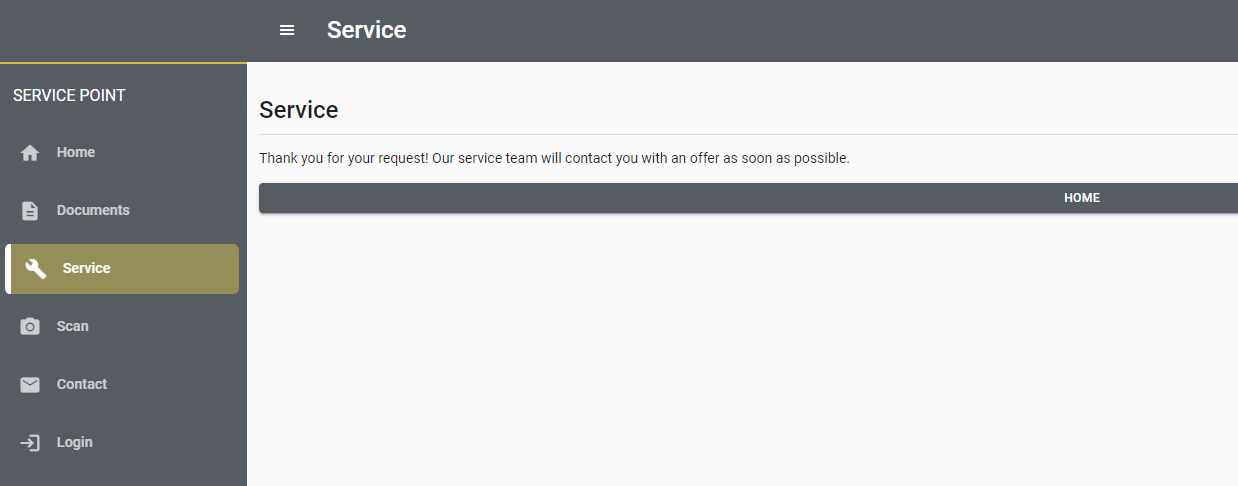 Service
SERVICE POINT
Home
Documents
Service
Scan
Contact
Login
Service
Thank you for your request! Our service team will contact you with an offer as soon as possible.
HOME